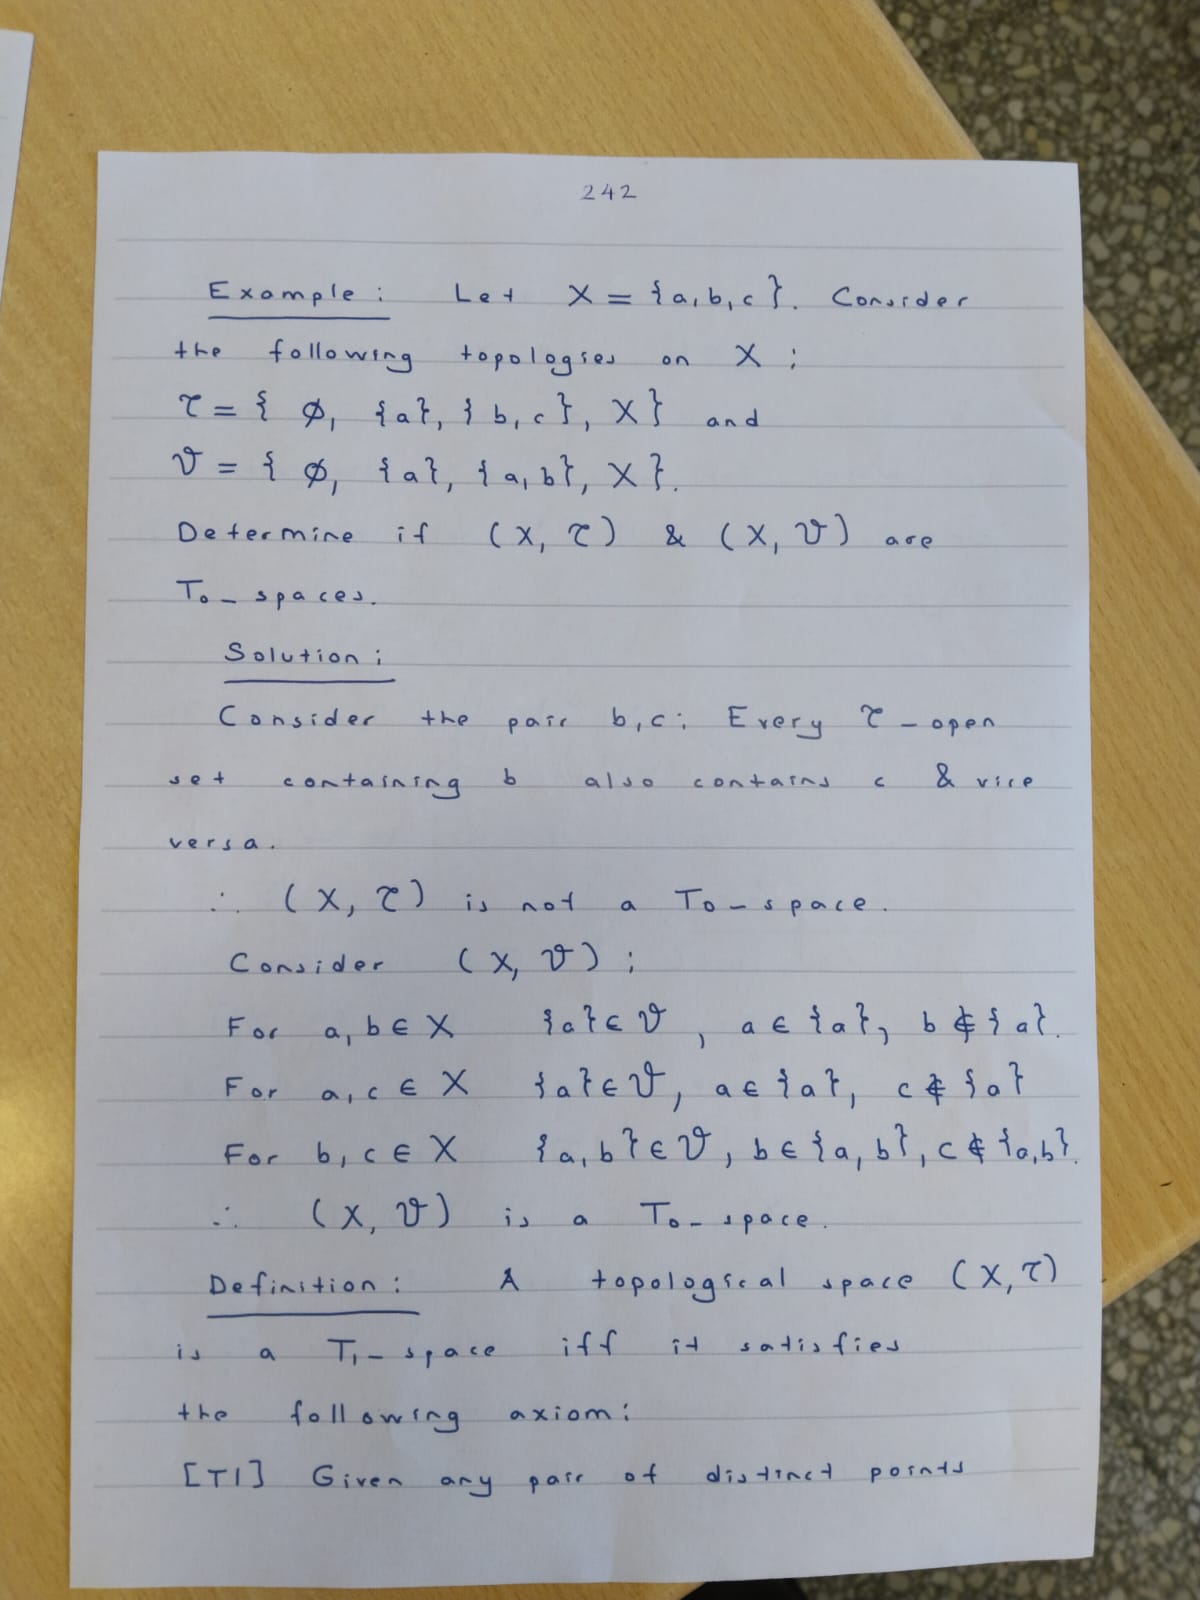 242
Example: Let X = {a, b, c}. Consider
the following topologies on X:
τ = { ∅, {a}, {b, c}, X} and
ϑ = { ∅, {a}, {a, b}, X}.
Determine if (X, τ) & (X, ϑ) are
T₀-spaces.
Solution:
Consider the pair b, c: Every τ-open
set containing b also contains c & vice
versa.
∴ (X, τ) is not a To-space.
Consider (X, ϑ):
For a, b ∈ X {a} ∈ ϑ, a ∈ {a}, b ∉ {a}.
For a, c ∈ X {a} ∈ ϑ, a ∈ {a}, c ∉ {a}
For b, c ∈ X {a, b} ∈ ϑ, b ∈ {a, b}, c ∉ {a, b}.
∴ (X, ϑ) is a To-space.
Definition: A topological space (X, τ)
is a T₁-space iff it satisfies
the following axiom:
[T1] Given any pair of distinct points